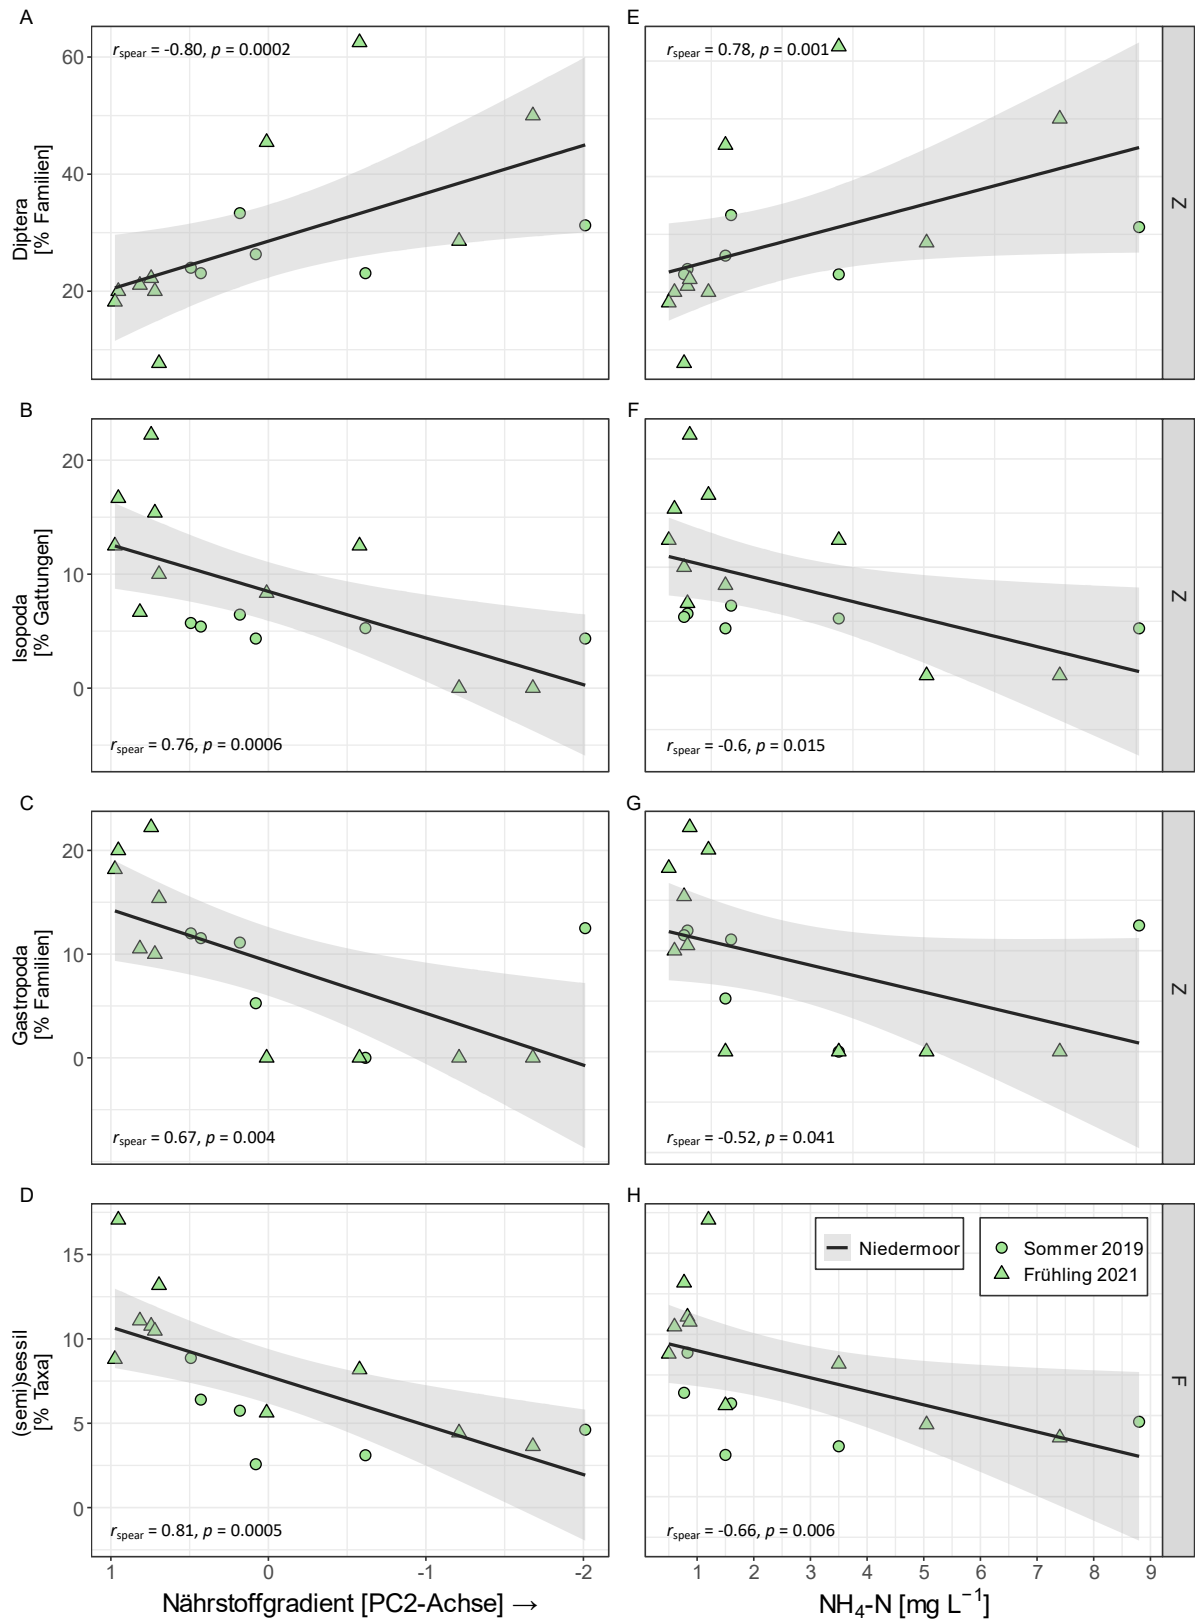 A
E
r_spear = -0.80, p = 0.0002
r_spear = 0.78, p = 0.001
60
40
20
Diptera
[% Familien]
Z
B
F
20
10
0
Isopoda
[% Gattungen]
r_spear = 0.76, p = 0.0006
r_spear = -0.6, p = 0.015
Z
C
G
20
10
0
Gastropoda
[% Familien]
r_spear = 0.67, p = 0.004
r_spear = -0.52, p = 0.041
Z
D
H
15
10
5
0
(semi)sessil
[% Taxa]
Niedermoor
Sommer 2019
Frühling 2021
r_spear = 0.81, p = 0.0005
r_spear = -0.66, p = 0.006
F
1 0 -1 -2
1 2 3 4 5 6 7 8 9
Nährstoffgradient [PC2-Achse] →
NH₄-N [mg L⁻¹]